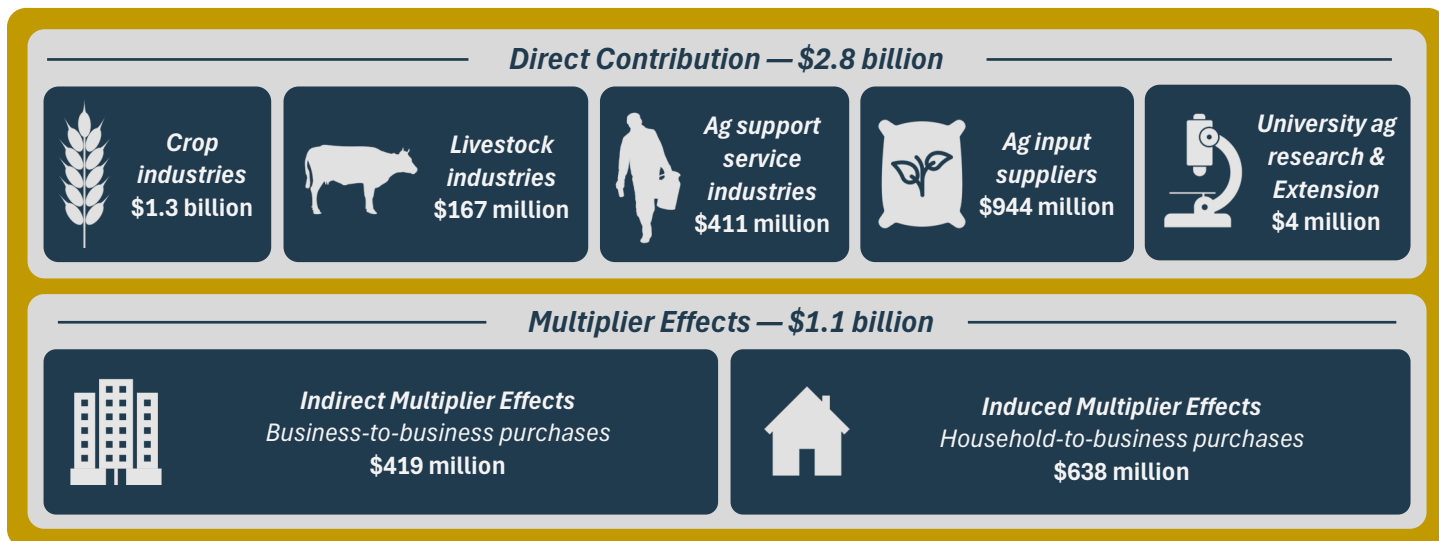 Direct Contribution — $2.8 billion
Crop
industries
$1.3 billion
Livestock
industries
$167 million
Ag support
service
industries
$411 million
Ag input
suppliers
$944 million
University ag
research &
Extension
$4 million
Multiplier Effects — $1.1 billion
Indirect Multiplier Effects
Business-to-business purchases
$419 million
Induced Multiplier Effects
Household-to-business purchases
$638 million